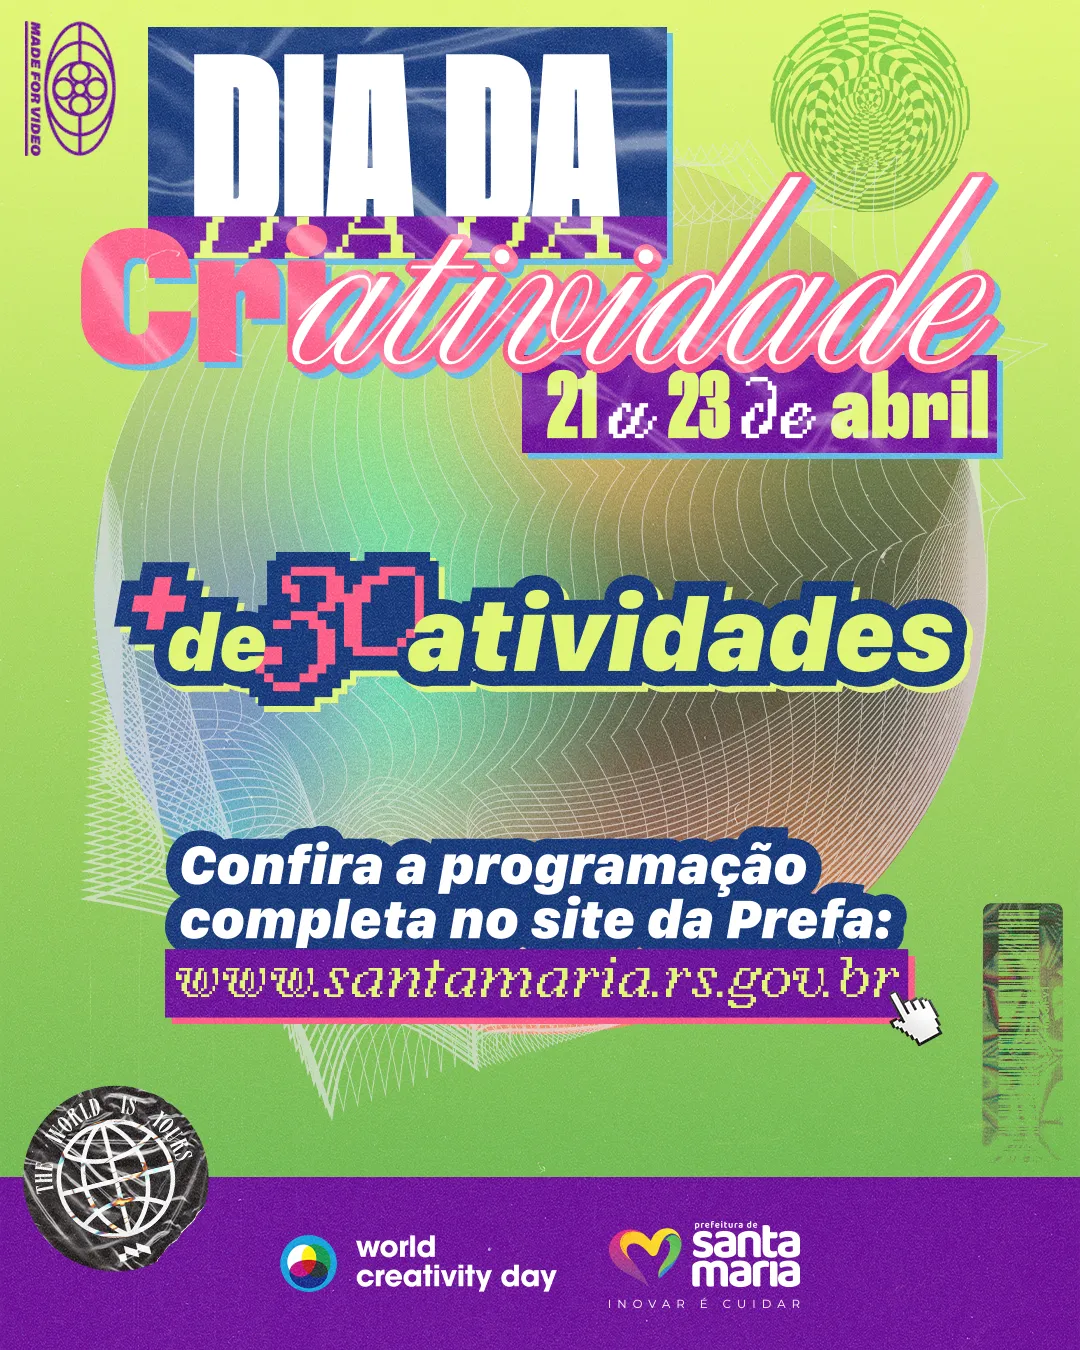 MADE FOR VIDEO
DIA DA
DIA DA
Criatividade
21 a 23 de abril
+ de 30 atividades
Confira a programação
completa no site da Prefa:
www.santamaria.rs.gov.br
THE WORLD IS YOURS
world
creativity day
prefeitura de
santa
maria
INOVAR É CUIDAR